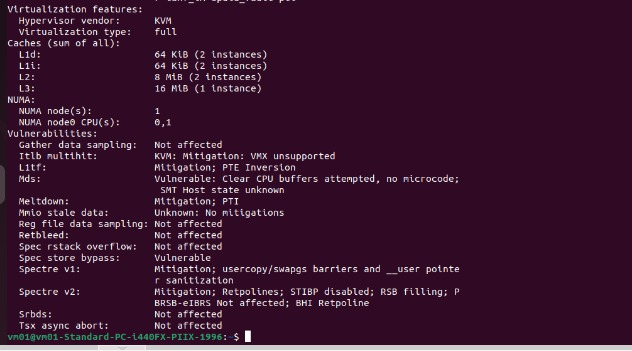 Virtualization features:
Hypervisor vendor: KVM
Virtualization type: full
Caches (sum of all):
L1d: 64 KiB (2 instances)
L1i: 64 KiB (2 instances)
L2: 8 MiB (2 instances)
L3: 16 MiB (1 instance)
NUMA:
NUMA node(s): 1
NUMA node0 CPU(s): 0,1
Vulnerabilities:
Gather data sampling: Not affected
Itlb multihit: KVM: Mitigation: VMX unsupported
L1tf: Mitigation; PTE Inversion
Mds: Vulnerable: Clear CPU buffers attempted, no microcode;
SMT Host state unknown
Meltdown: Mitigation; PTI
Mmio stale data: Unknown: No mitigations
Reg file data sampling: Not affected
Retbleed: Not affected
Spec rstack overflow: Not affected
Spec store bypass: Vulnerable
Spectre v1: Mitigation; usercopy/swapgs barriers and __user pointe
r sanitization
Spectre v2: Mitigation; Retpolines; STIBP disabled; RSB filling; P
BRSB-eIBRS Not affected; BHI Retpoline
Srbds: Not affected
Tsx async abort: Not affected
vm01@vm01-Standard-PC-i440FX-PIIX-1996:~$